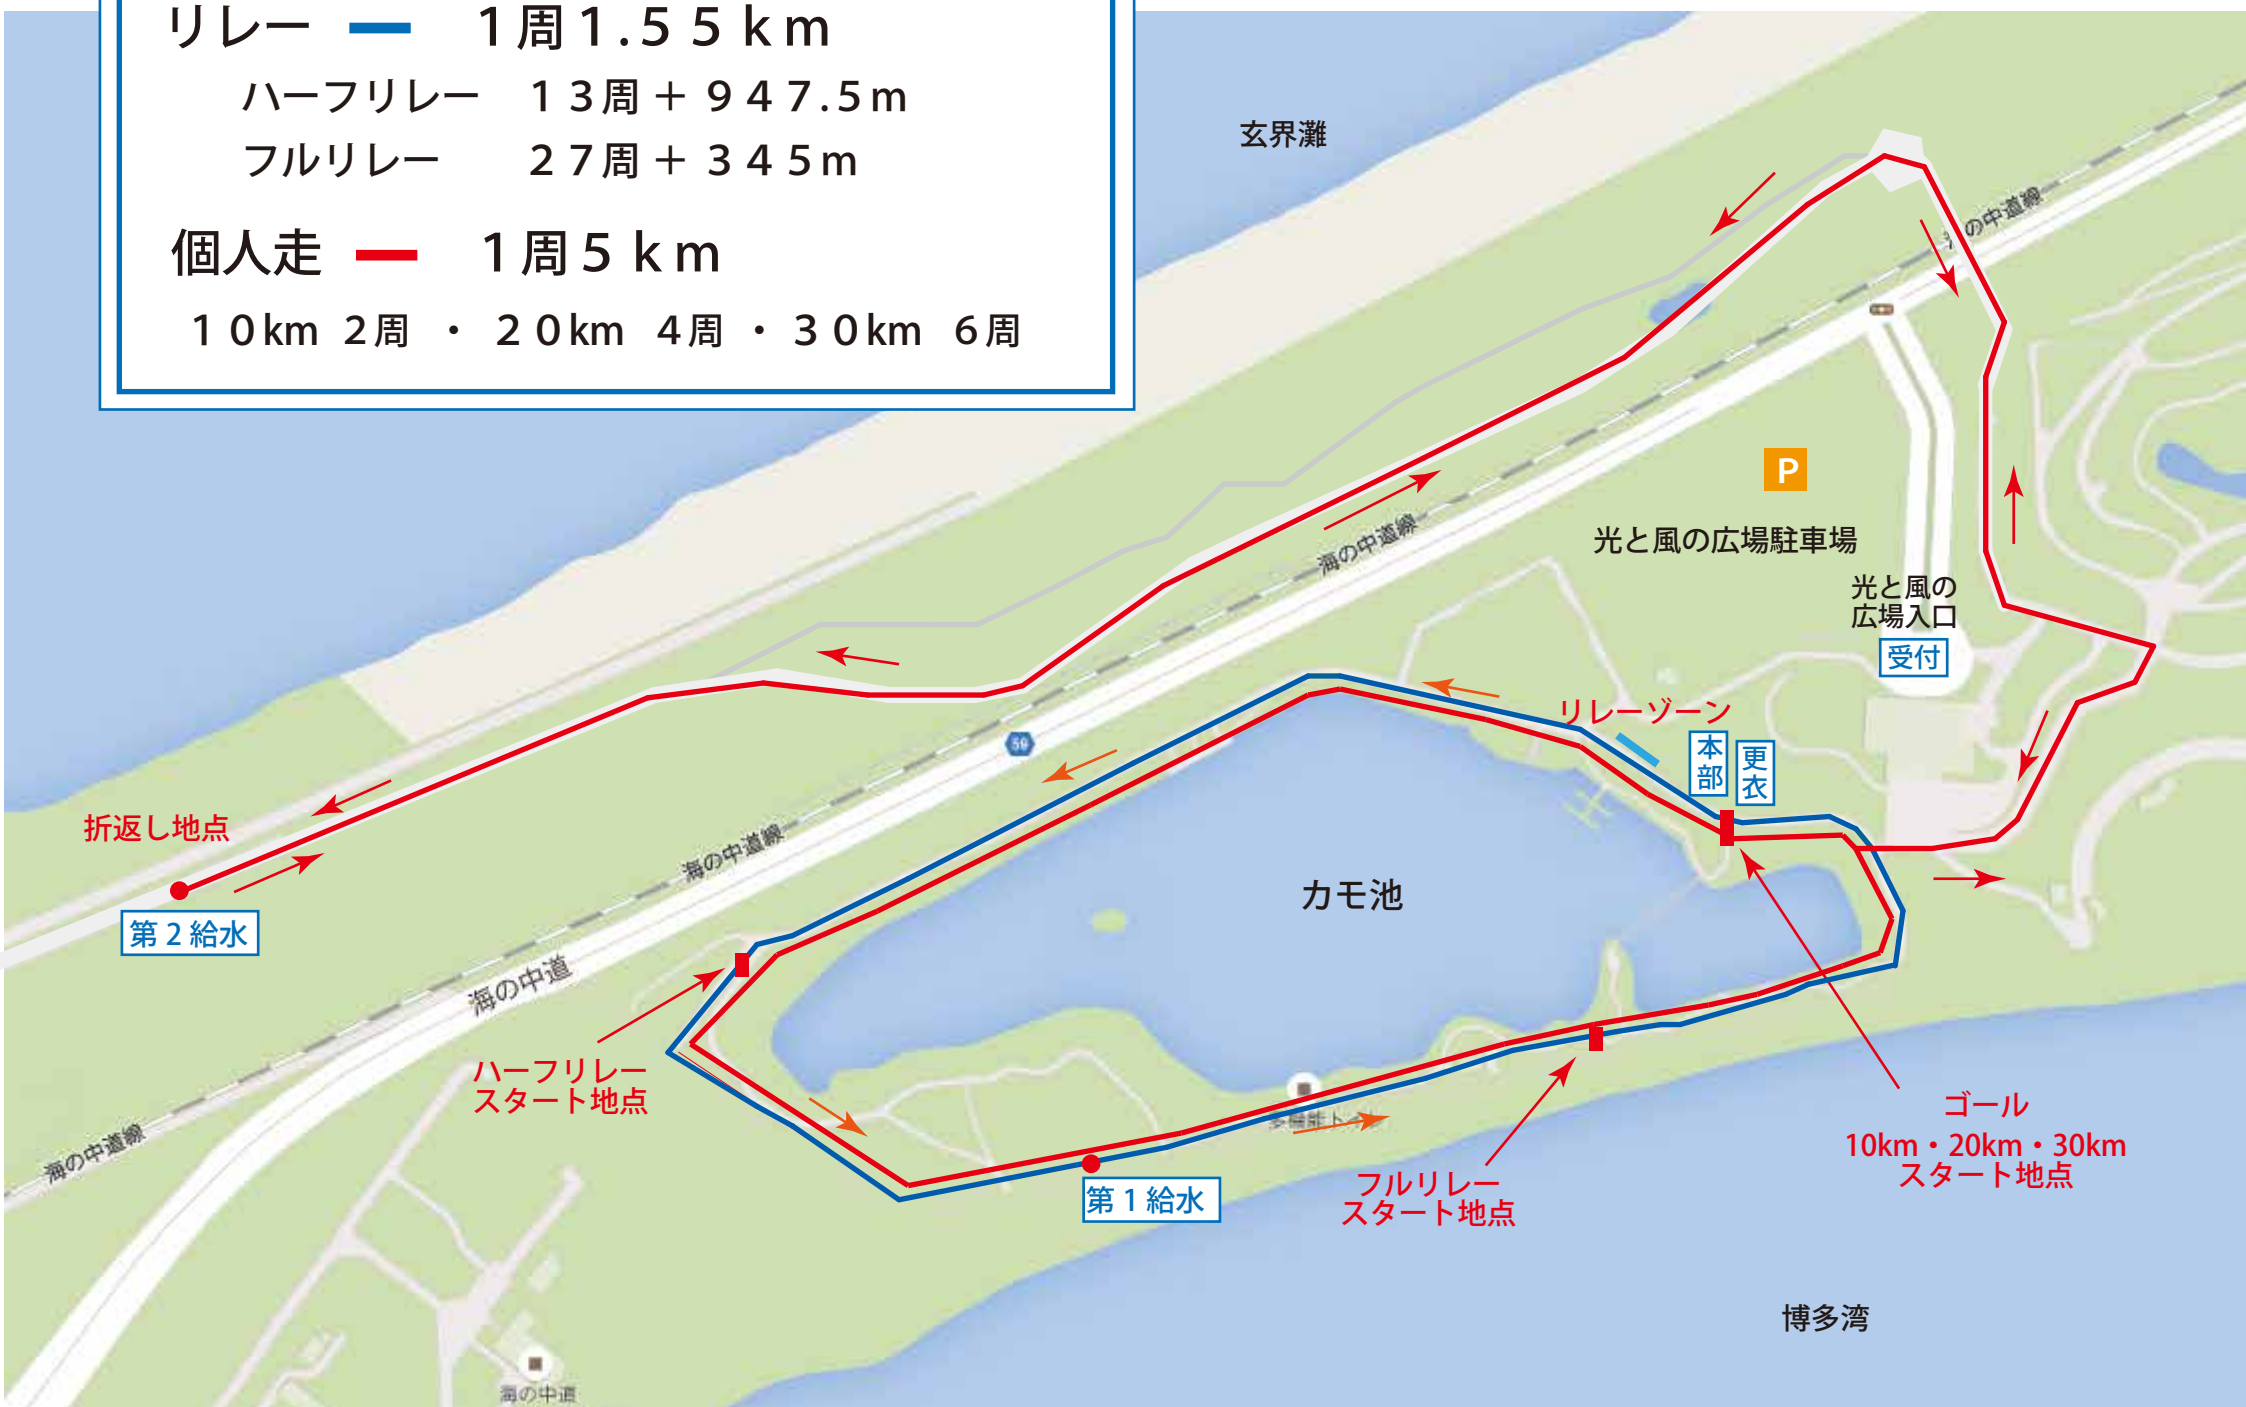 リレー 1周1.55km
ハーフリレー 13周＋947.5m
フルリレー 27周＋345m
個人走 1周5km
10km 2周 ・ 20km 4周 ・ 30km 6周
玄界灘
海の中道線
P
光と風の広場駐車場
海の中道線
光と風の
広場入口
受付
リレーゾーン
本部
更衣
59
折返し地点
海の中道線
カモ池
第2給水
海の中道
ハーフリレー
スタート地点
ゴール
10km・20km・30km
スタート地点
海の中道線
第1給水
フルリレー
スタート地点
博多湾
海の中道